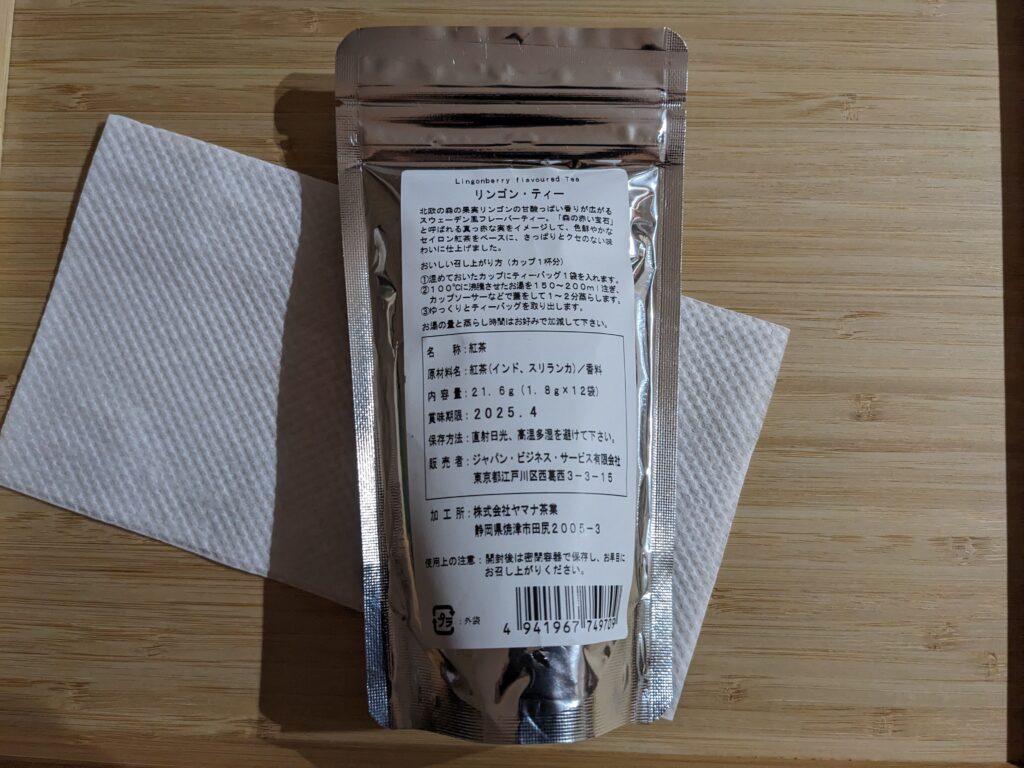 Lingonberry flavoured Tea
リンゴン・ティー
北欧の森の果実リンゴンの甘酸っぱい香りが広がる
スウェーデン風フレーバーティー。「森の赤い宝石」
と呼ばれる真っ赤な実をイメージして、色鮮やかな
セイロン紅茶をベースに、さっぱりとクセのない味
わいに仕上げました。
おいしい召し上がり方（カップ1杯分）
①温めておいたカップにティーバッグ1袋を入れます。
②100℃に沸騰させたお湯を150～200ml注ぎ、
カップソーサーなどで蓋をして1～2分蒸らします。
③ゆっくりとティーバッグを取り出します。
お湯の量と蒸らし時間はお好みで加減して下さい。
名 称：紅茶
原材料名：紅茶(インド、スリランカ)／香料
内容量：21.6g（1.8g×12袋）
賞味期限：2025.4
保存方法：直射日光、高温多湿を避けて下さい。
販売者：ジャパン・ビジネス・サービス有限会社
東京都江戸川区西葛西3-3-15
加工所：株式会社ヤマナ茶業
静岡県焼津市田尻2005-3
使用上の注意：開封後は密閉容器で保存し、お早目に
お召し上がりください。
プラ：外袋
4 941967 749709